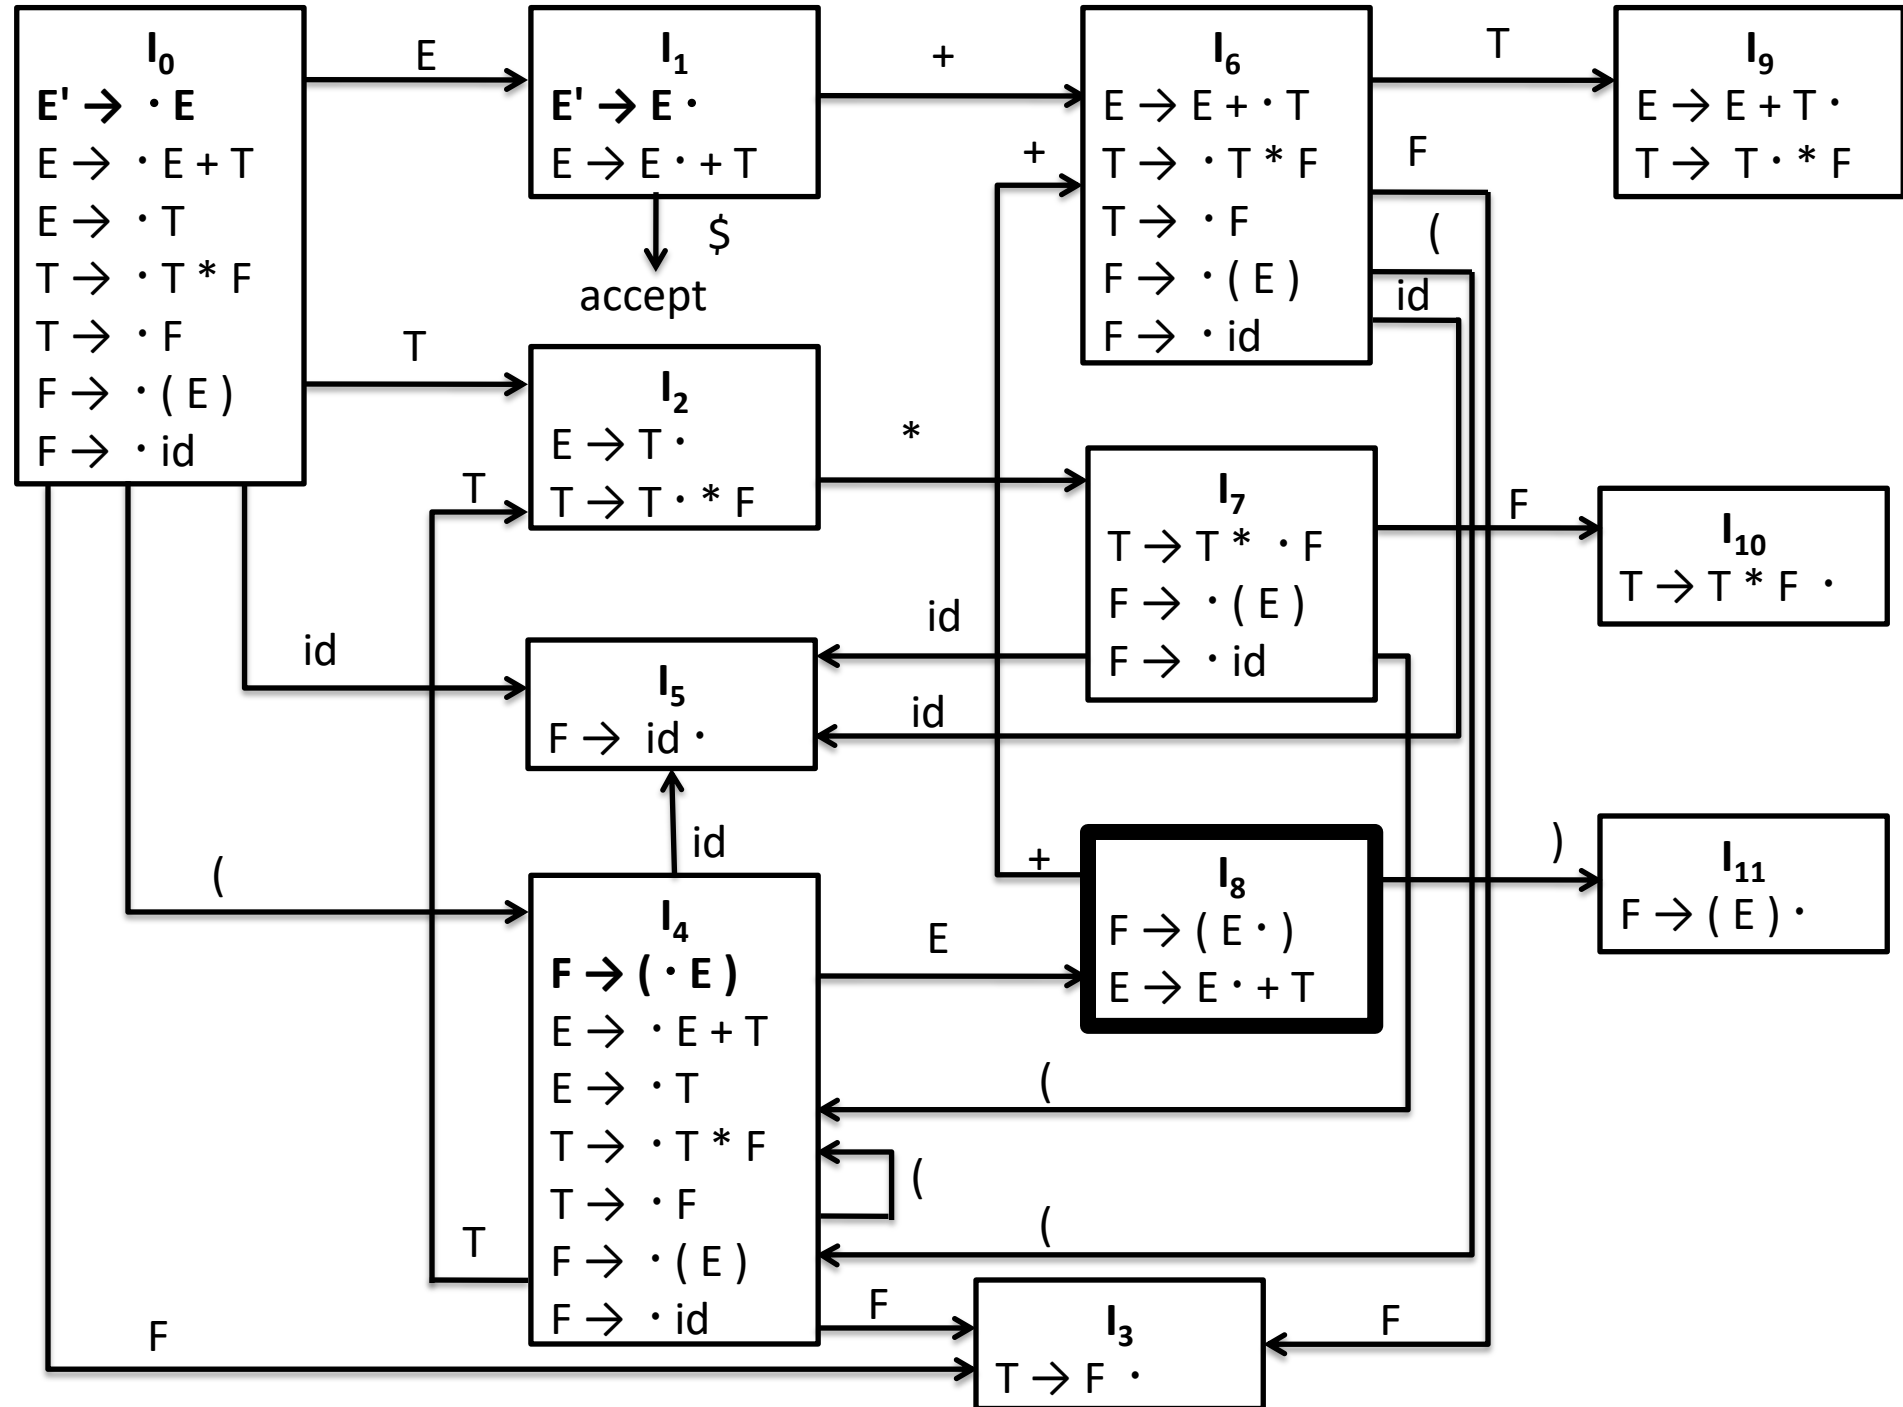 I0
E' → · E
E → · E + T
E → · T
T → · T * F
T → · F
F → · ( E )
F → · id
E
I1
E' → E ·
E → E · + T
$
accept
+
I6
E → E + · T
T → · T * F
T → · F
F → · ( E )
F → · id
+
T
F
(
id
I9
E → E + T ·
T → T · * F
T
I2
E → T ·
T → T · * F
T
*
I7
T → T * · F
F → · ( E )
F → · id
F
I10
T → T * F ·
id
I5
F → id ·
id
id
id
(
I4
F → ( · E )
E → · E + T
E → · T
T → · T * F
T → · F
F → · ( E )
F → · id
E
+
I8
F → ( E · )
E → E · + T
)
I11
F → ( E ) ·
(
(
(
T
F
F
I3
T → F ·
F